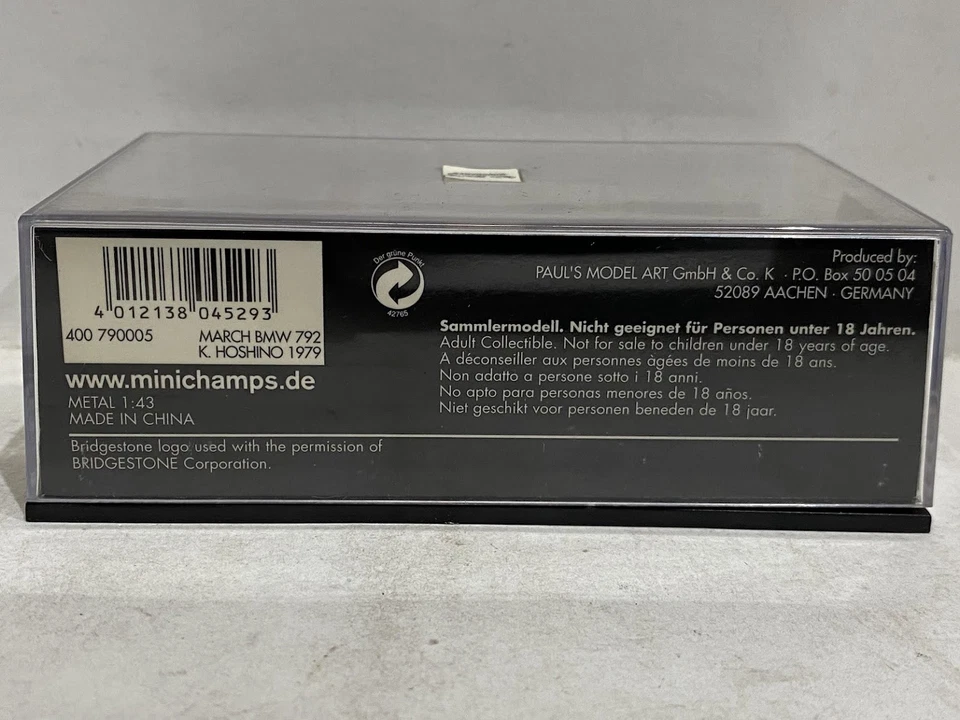 4 012138 045293
400 790005 MARCH BMW 792
K. HOSHINO 1979
www.minichamps.de
METAL 1:43
MADE IN CHINA
Der grüne Punkt
42765
Produced by:
PAUL'S MODEL ART GmbH & Co. K · P.O. Box 50 05 04
52089 AACHEN · GERMANY
Sammlermodell. Nicht geeignet für Personen unter 18 Jahren.
Adult Collectible. Not for sale to children under 18 years of age.
A déconseiller aux personnes àgées de moins de 18 ans.
Non adatto a persone sotto i 18 anni.
No apto para personas menores de 18 años.
Niet geschikt voor personen beneden de 18 jaar.
Bridgestone logo used with the permission of
BRIDGESTONE Corporation.